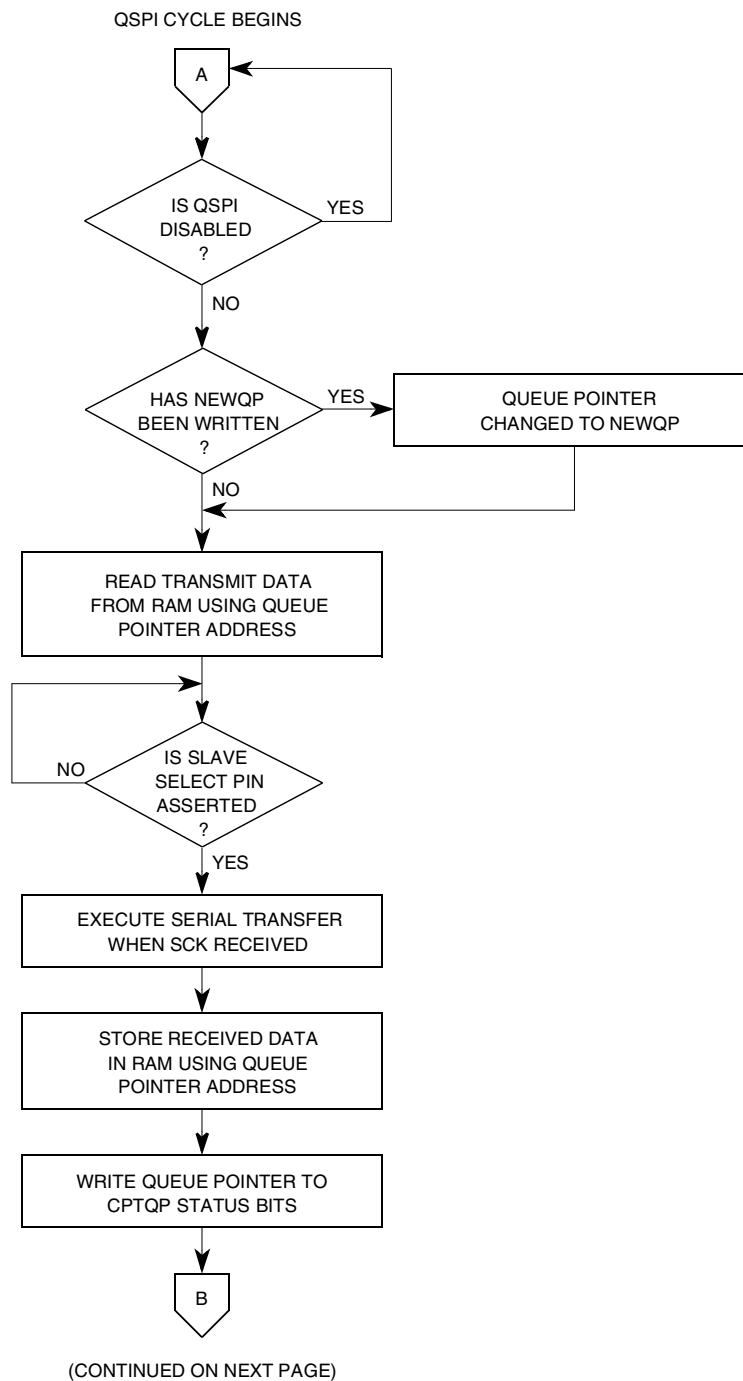 QSPI CYCLE BEGINS
A
IS QSPI
DISABLED
?
YES
NO
HAS NEWQP
BEEN WRITTEN
?
YES
QUEUE POINTER
CHANGED TO NEWQP
NO
READ TRANSMIT DATA
FROM RAM USING QUEUE
POINTER ADDRESS
IS SLAVE
SELECT PIN
ASSERTED
?
NO
YES
EXECUTE SERIAL TRANSFER
WHEN SCK RECEIVED
STORE RECEIVED DATA
IN RAM USING QUEUE
POINTER ADDRESS
WRITE QUEUE POINTER TO
CPTQP STATUS BITS
B
(CONTINUED ON NEXT PAGE)